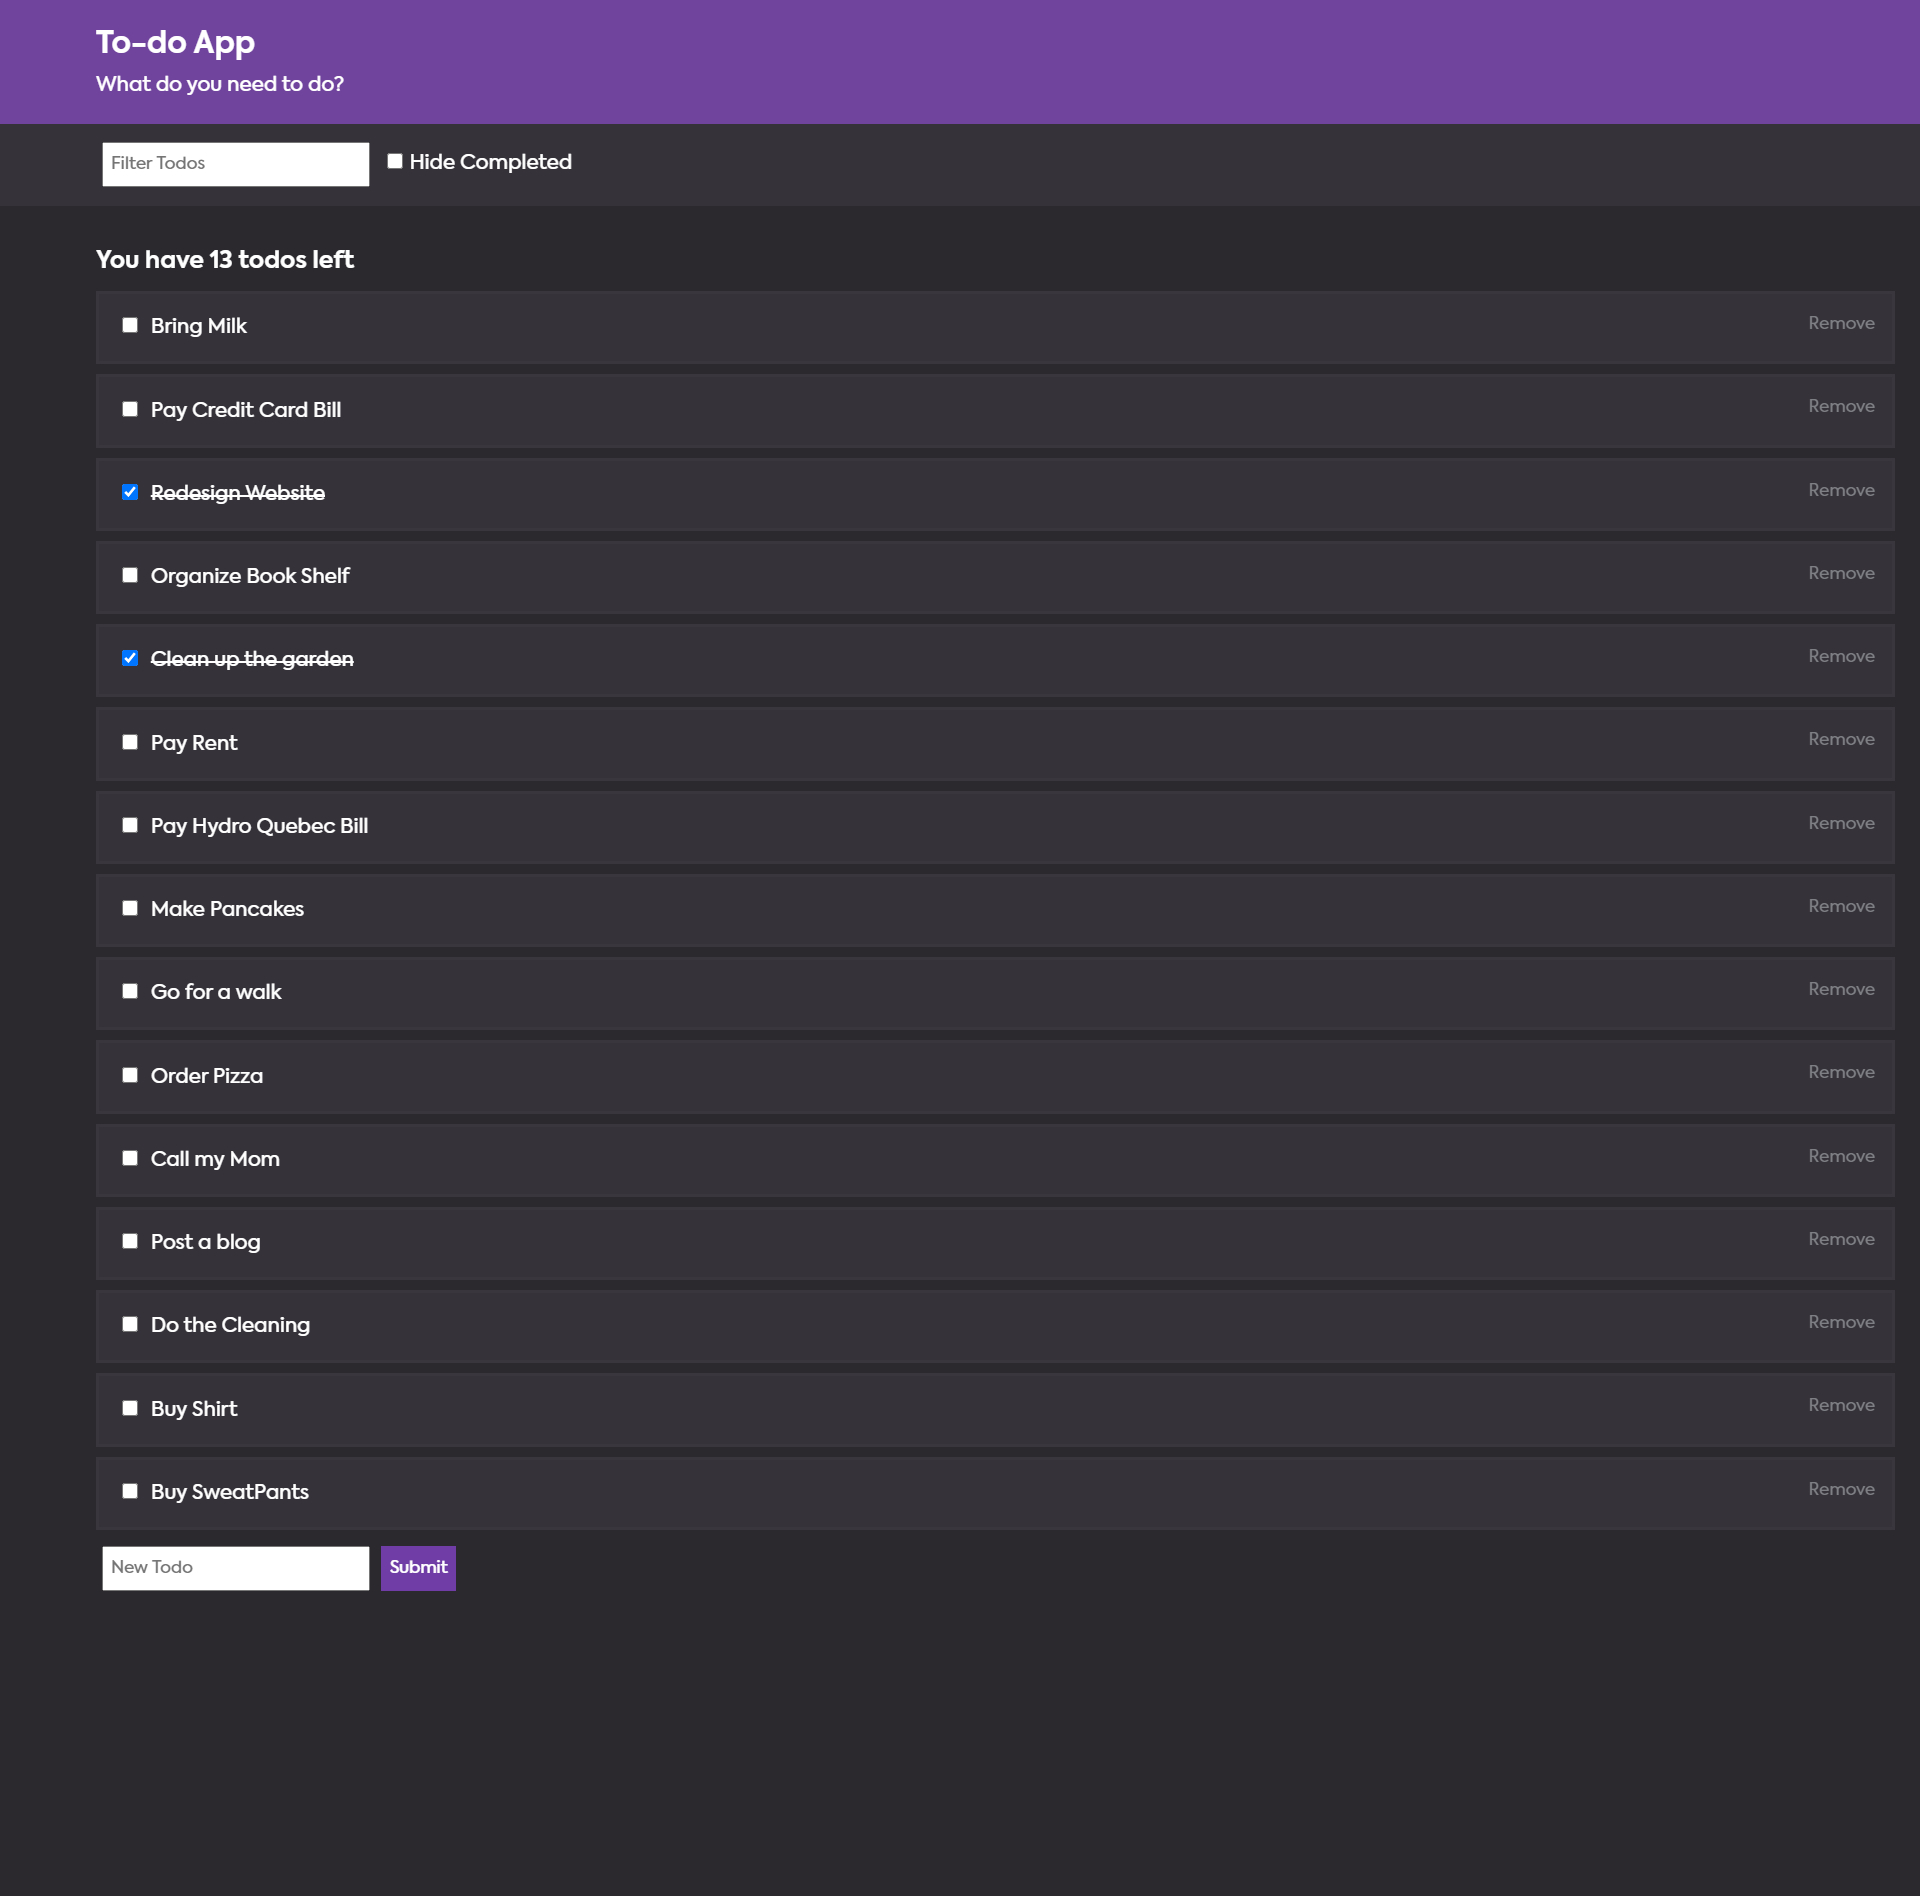 To-do App
What do you need to do?
Filter Todos
Hide Completed
You have 13 todos left
Bring Milk
Remove
Pay Credit Card Bill
Remove
Redesign Website
Remove
Organize Book Shelf
Remove
Clean up the garden
Remove
Pay Rent
Remove
Pay Hydro Quebec Bill
Remove
Make Pancakes
Remove
Go for a walk
Remove
Order Pizza
Remove
Call my Mom
Remove
Post a blog
Remove
Do the Cleaning
Remove
Buy Shirt
Remove
Buy SweatPants
Remove
New Todo
Submit